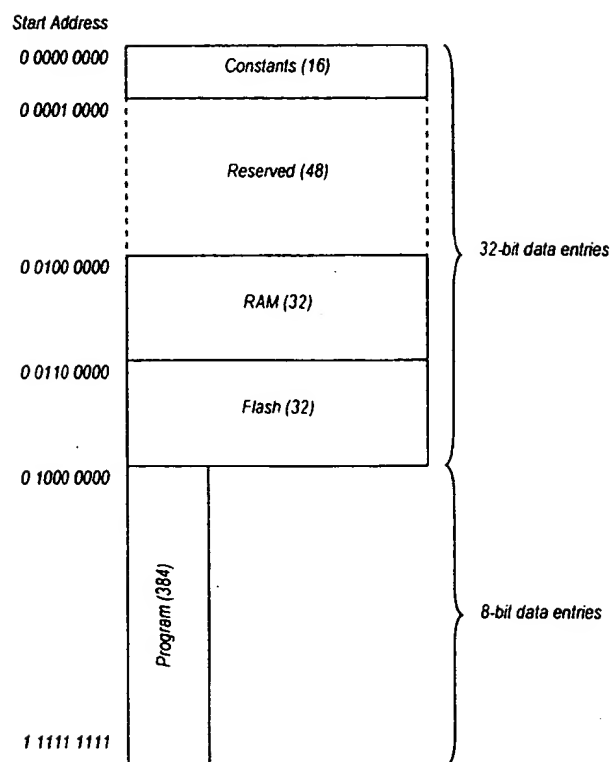 Start Address
0 0000 0000
Constants (16)
0 0001 0000
Reserved (48)
32-bit data entries
0 0100 0000
RAM (32)
0 0110 0000
Flash (32)
0 1000 0000
Program (384)
8-bit data entries
1 1111 1111